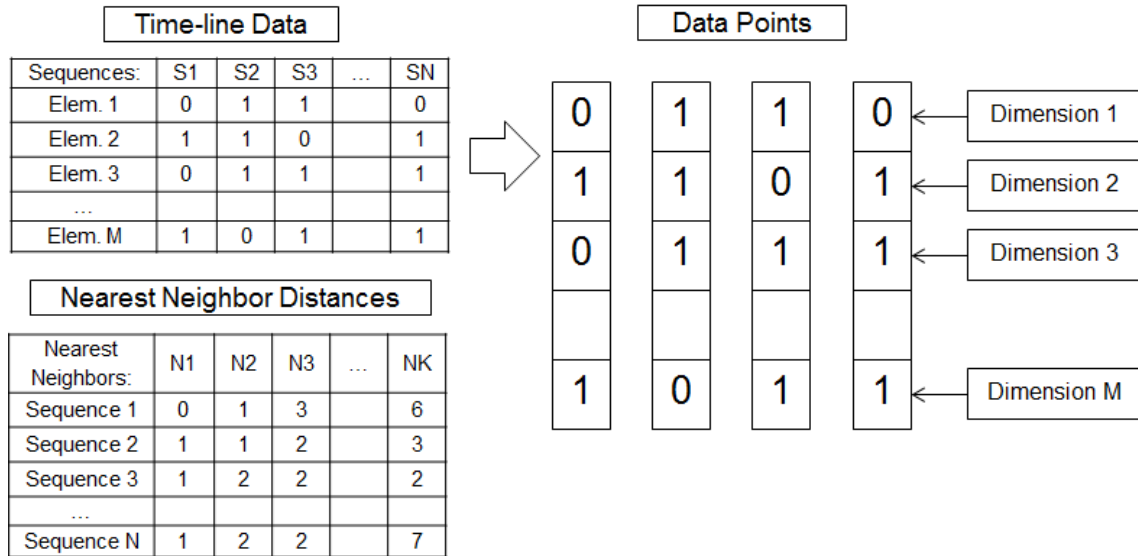 Time-line Data
Sequences: S1 S2 S3 ... SN
Elem. 1 0 1 1 0
Elem. 2 1 1 0 1
Elem. 3 0 1 1 1
...
Elem. M 1 0 1 1
Nearest Neighbor Distances
Nearest
Neighbors: N1 N2 N3 ... NK
Sequence 1 0 1 3 6
Sequence 2 1 1 2 3
Sequence 3 1 2 2 2
...
Sequence N 1 2 2 7
Data Points
0 1 1 0 Dimension 1
1 1 0 1 Dimension 2
0 1 1 1 Dimension 3
1 0 1 1 Dimension M